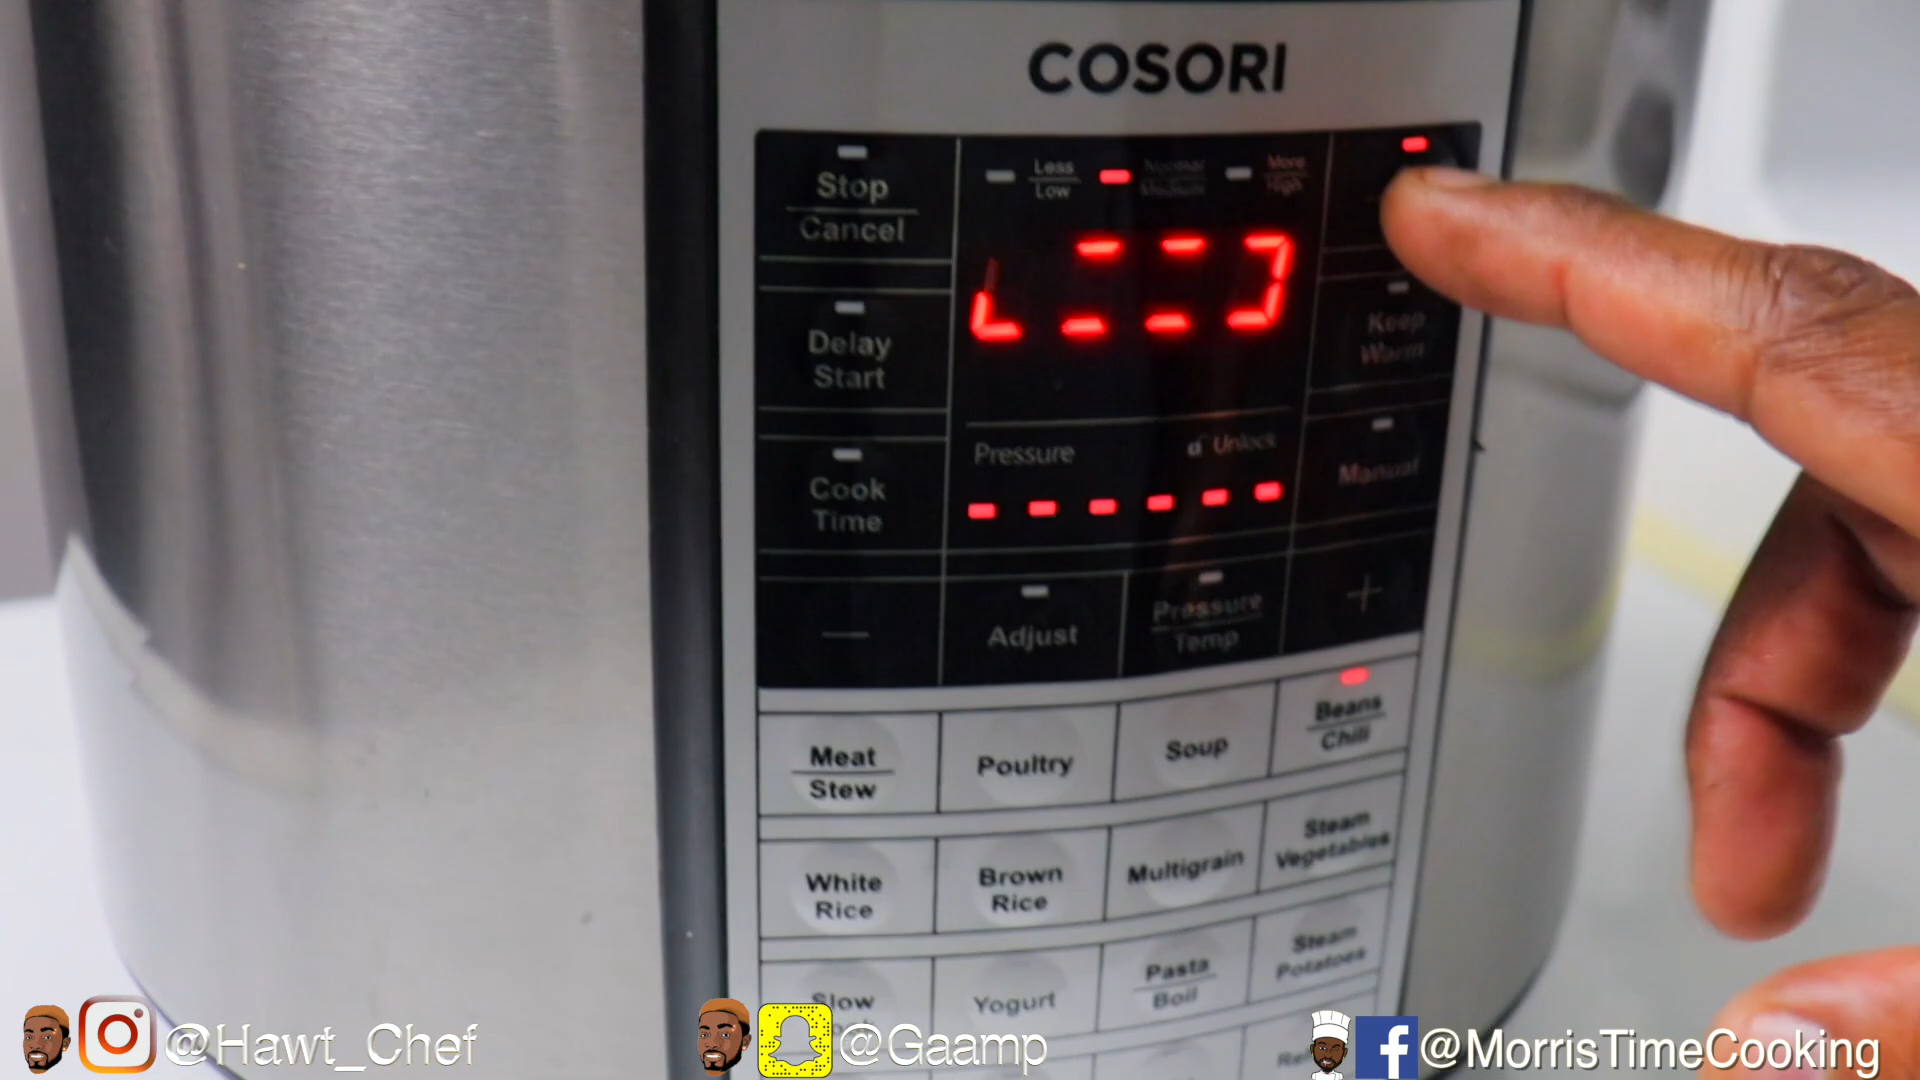 COSORI
Stop
Cancel
Less
Low
Normal
Medium
More
High
Delay
Start
Keep
Warm
Pressure
Unlock
Manual
Cook
Time
—
Adjust
Pressure
Temp
+
Meat
Stew
Poultry
Soup
Beans
Chili
White
Rice
Brown
Rice
Multigrain
Steam
Vegetables
Slow
Yogurt
Pasta
Boil
Steam
Potatoes
@Hawt_Chef
@Gaamp
@MorrisTimeCooking